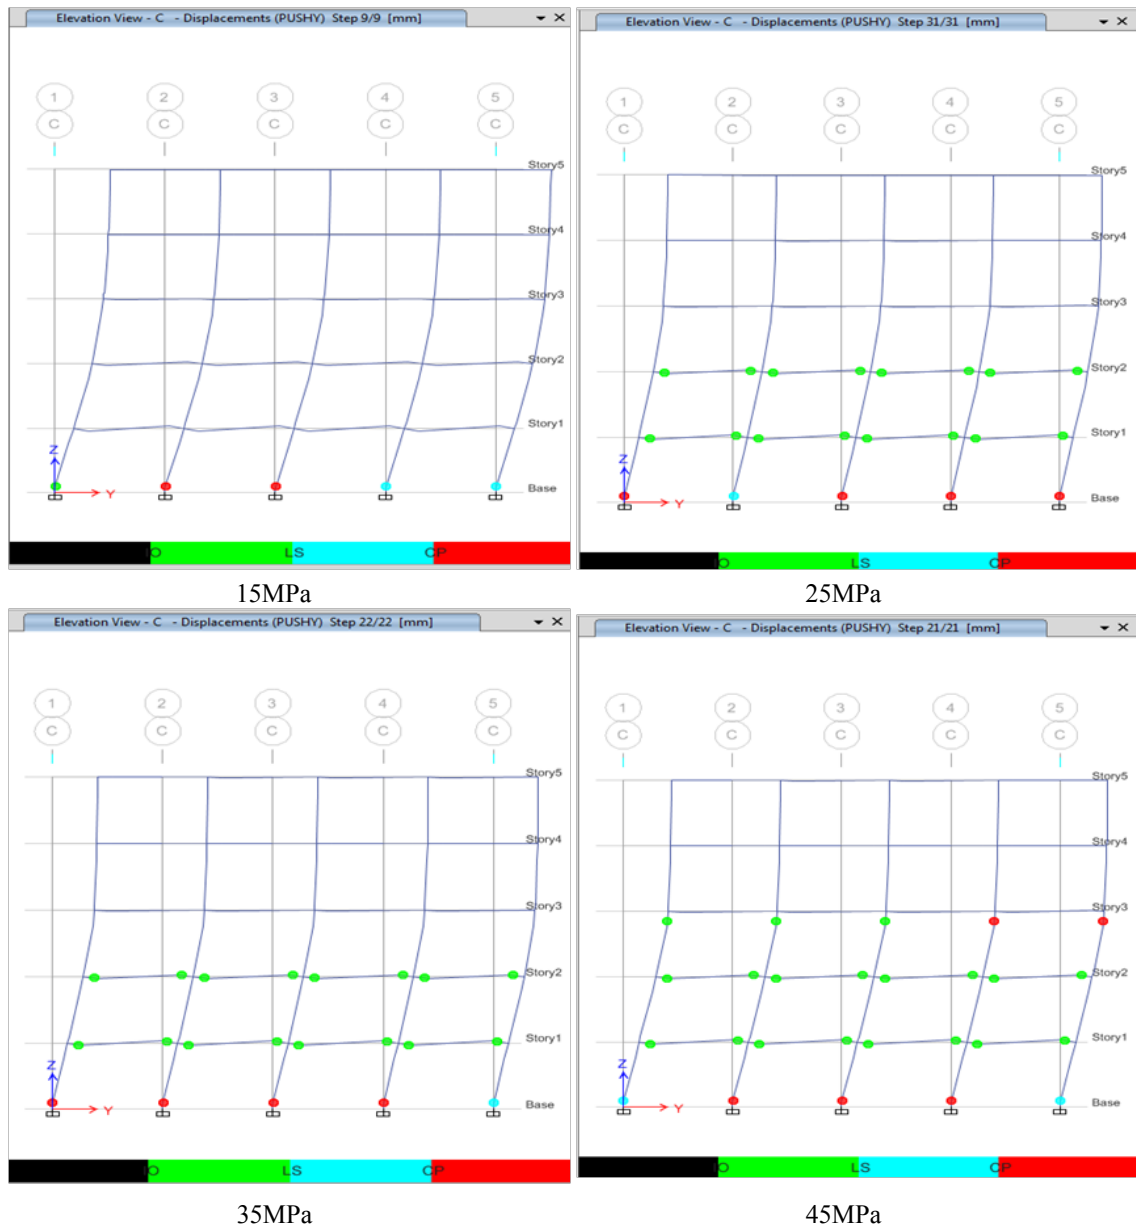 Elevation View - C - Displacements (PUSHY) Step 9/9 [mm]
1 2 3 4 5
C C C C C
Story5
Story4
Story3
Story2
Story1
Z
Y
Base
IO LS CP
15MPa
Elevation View - C - Displacements (PUSHY) Step 31/31 [mm]
1 2 3 4 5
C C C C C
Story5
Story4
Story3
Story2
Story1
Z
Y
Base
IO LS CP
25MPa
Elevation View - C - Displacements (PUSHY) Step 22/22 [mm]
1 2 3 4 5
C C C C C
Story5
Story4
Story3
Story2
Story1
Z
Y
Base
IO LS CP
35MPa
Elevation View - C - Displacements (PUSHY) Step 21/21 [mm]
1 2 3 4 5
C C C C C
Story5
Story4
Story3
Story2
Story1
Z
Y
Base
IO LS CP
45MPa